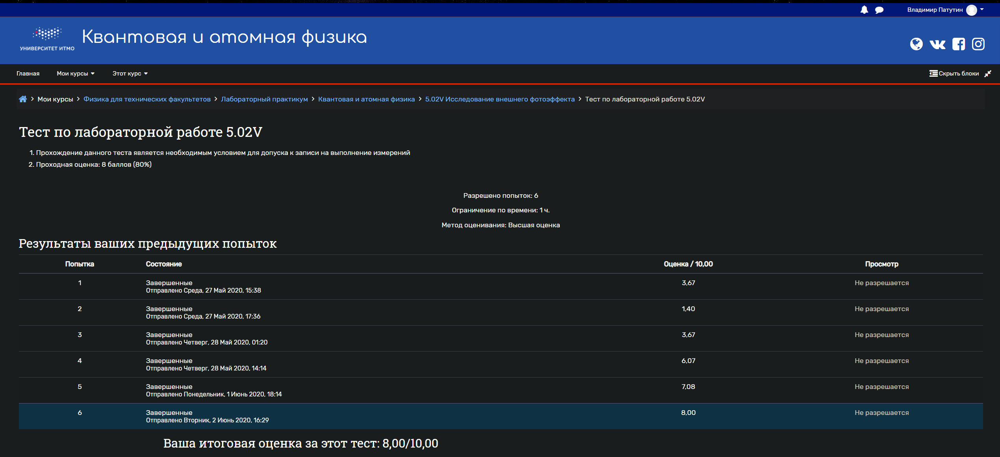 Владимир Патутин
УНИВЕРСИТЕТ ИТМО
Квантовая и атомная физика
Главная Мои курсы Этот курс Скрыть блоки
Мои курсы > Физика для технических факультетов > Лабораторный практикум > Квантовая и атомная физика > 5.02V Исследование внешнего фотоэффекта > Тест по лабораторной работе 5.02V
Тест по лабораторной работе 5.02V
1. Прохождение данного теста является необходимым условием для допуска к записи на выполнение измерений
2. Проходная оценка: 8 баллов (80%)
Разрешено попыток: 6
Ограничение по времени: 1 ч.
Метод оценивания: Высшая оценка
Результаты ваших предыдущих попыток
Попытка Состояние Оценка / 10,00 Просмотр
1 Завершенные 3,67 Не разрешается
Отправлено Среда, 27 Май 2020, 15:38
2 Завершенные 1,40 Не разрешается
Отправлено Среда, 27 Май 2020, 17:36
3 Завершенные 3,67 Не разрешается
Отправлено Четверг, 28 Май 2020, 01:20
4 Завершенные 6,07 Не разрешается
Отправлено Четверг, 28 Май 2020, 14:14
5 Завершенные 7,08 Не разрешается
Отправлено Понедельник, 1 Июнь 2020, 18:14
6 Завершенные 8,00 Не разрешается
Отправлено Вторник, 2 Июнь 2020, 16:29
Ваша итоговая оценка за этот тест: 8,00/10,00